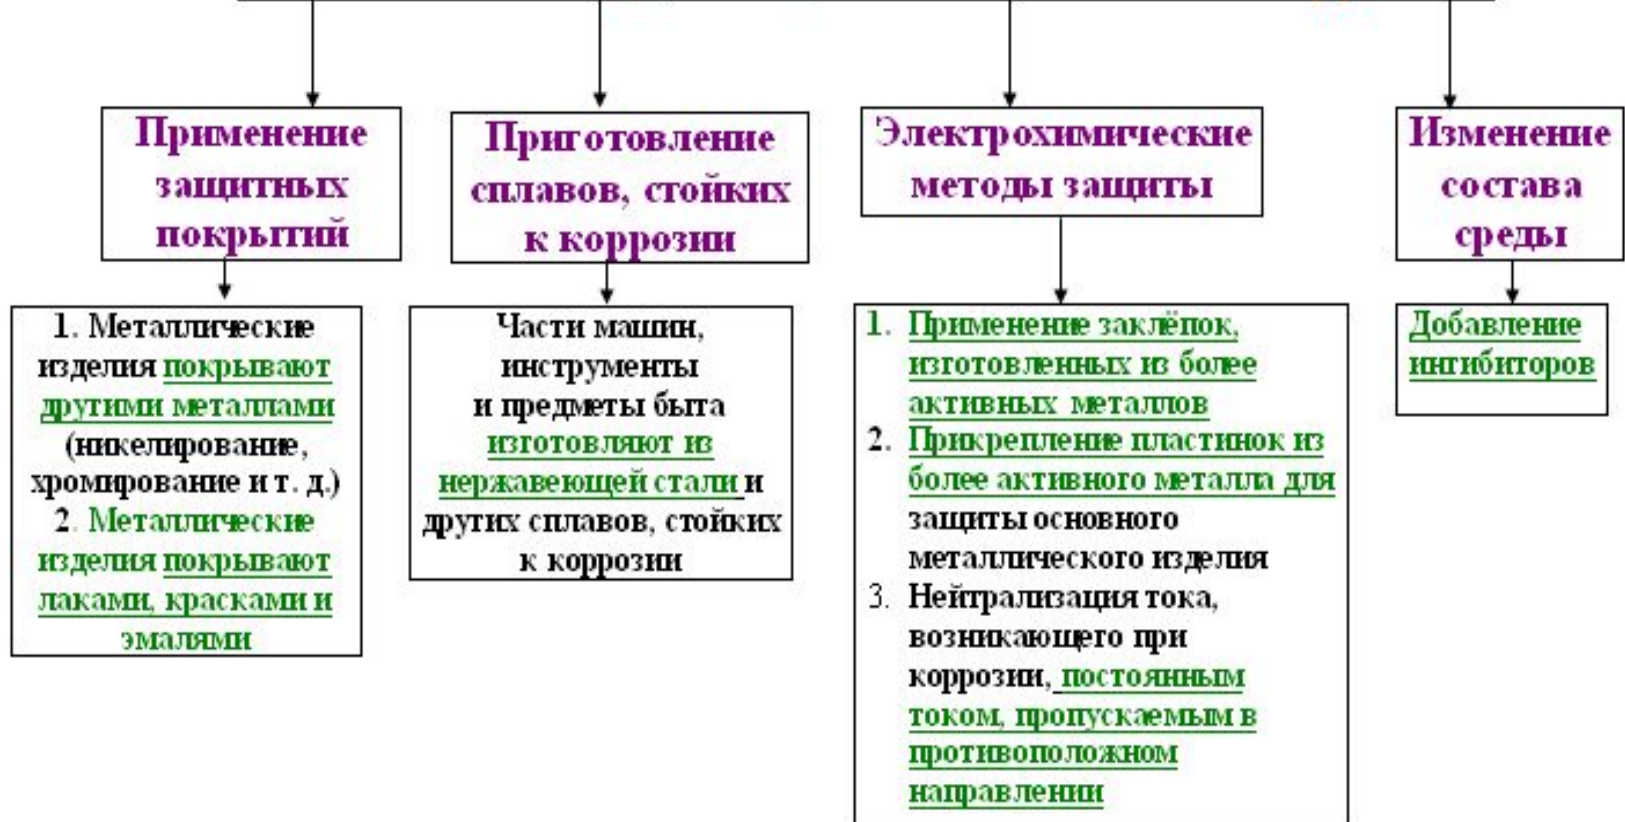 Применение
защитных
покрытий
Приготовление
сплавов, стойких
к коррозии
Электрохимические
методы защиты
Изменение
состава
среды
1. Металлические
изделия покрывают
другими металлами
(никелирование,
хромирование и т. д.)
2. Металлические
изделия покрывают
лаками, красками и
эмалями
Части машин,
инструменты
и предметы быта
изготовляют из
нержавеющей стали и
других сплавов, стойких
к коррозии
1. Применение заклёпок,
изготовленных из более
активных металлов
2. Прикрепление пластинок из
более активного металла для
защиты основного
металлического изделия
3. Нейтрализация тока,
возникающего при
коррозии, постоянным
током, пропускаемым в
противоположном
направлении
Добавление
ингибиторов